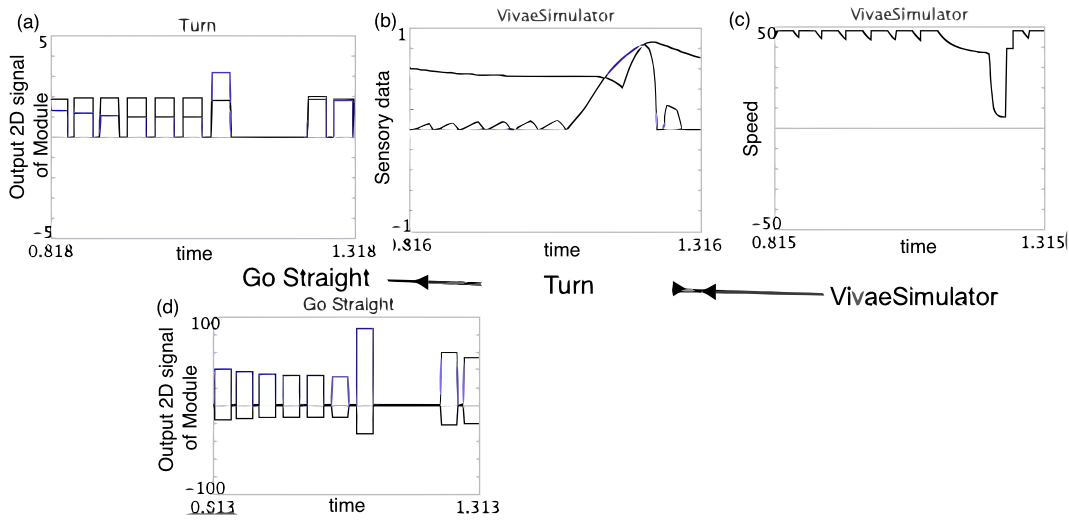 (a)
Turn
5
Output 2D signal
of Module
-5
0.818
time
1.318
(b)
VivaeSimulator
1
Sensory data
-1
0.816
time
1.316
(c)
VivaeSimulator
50
Speed
-50
0.815
time
1.315
Go Straight
Turn
VivaeSimulator
(d)
Go Straight
100
Output 2D signal
of Module
-100
time
1.313